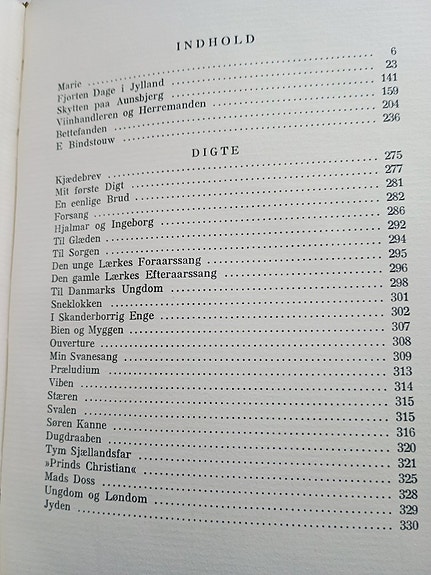 INDHOLD
Marie ........ 6
Fjorten Dage i Jylland ........ 23
Skytten paa Aunsbjerg ........ 141
Viinhandleren og Herremanden ........ 159
Bettefanden ........ 204
E Bindstouw ........ 236
DIGTE
Kjædebrev ........ 275
Mit første Digt ........ 277
En eenlige Brud ........ 281
Forsang ........ 282
Hjalmar og Ingeborg ........ 286
Til Glæden ........ 292
Til Sorgen ........ 294
Den unge Lærkes Foraarssang ........ 295
Den gamle Lærkes Efteraarssang ........ 296
Til Danmarks Ungdom ........ 298
Sneklokken ........ 301
I Skanderborrig Enge ........ 302
Bien og Myggen ........ 307
Ouverture ........ 308
Min Svanesang ........ 309
Præludium ........ 313
Viben ........ 314
Stæren ........ 315
Svalen ........ 315
Søren Kanne ........ 316
Dugdraaben ........ 320
Tym Sjællandsfar ........ 321
»Prinds Christian« ........ 325
Mads Doss ........ 328
Ungdom og Løndom ........ 329
Jyden ........ 330